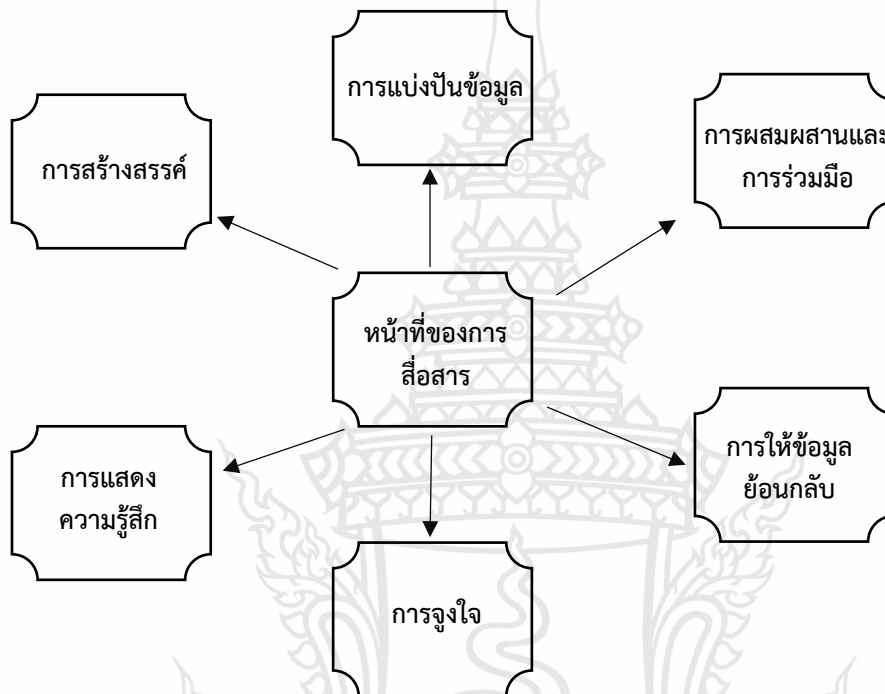 การแบ่งปันข้อมูล
การสร้างสรรค์
การผสมผสานและ
การร่วมมือ
หน้าที่ของการ
สื่อสาร
การแสดง
ความรู้สึก
การให้ข้อมูล
ย้อนกลับ
การจูงใจ